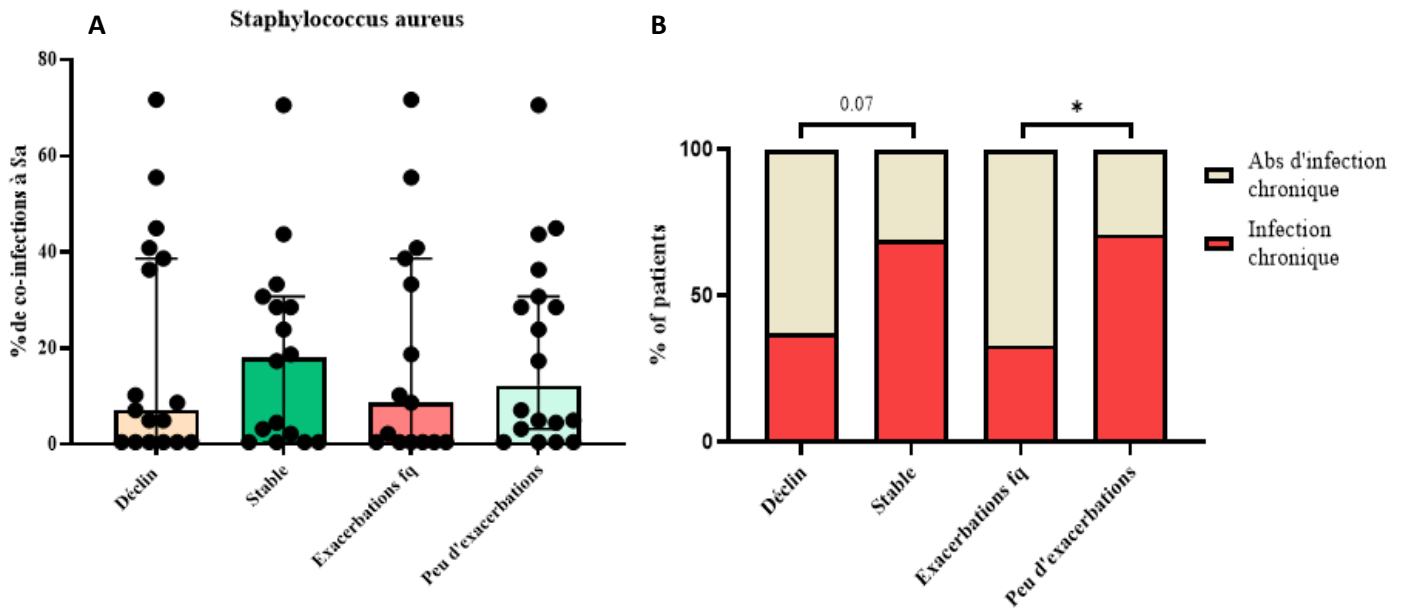 A
Staphylococcus aureus
% de co-infections à Sa
80
60
40
20
0
Déclin
Stable
Exacerbations fq
Peu d'exacerbations
B
0.07
*
% of patients
100
50
0
Déclin
Stable
Exacerbations fq
Peu d'exacerbations
Abs d'infection
chronique
Infection
chronique